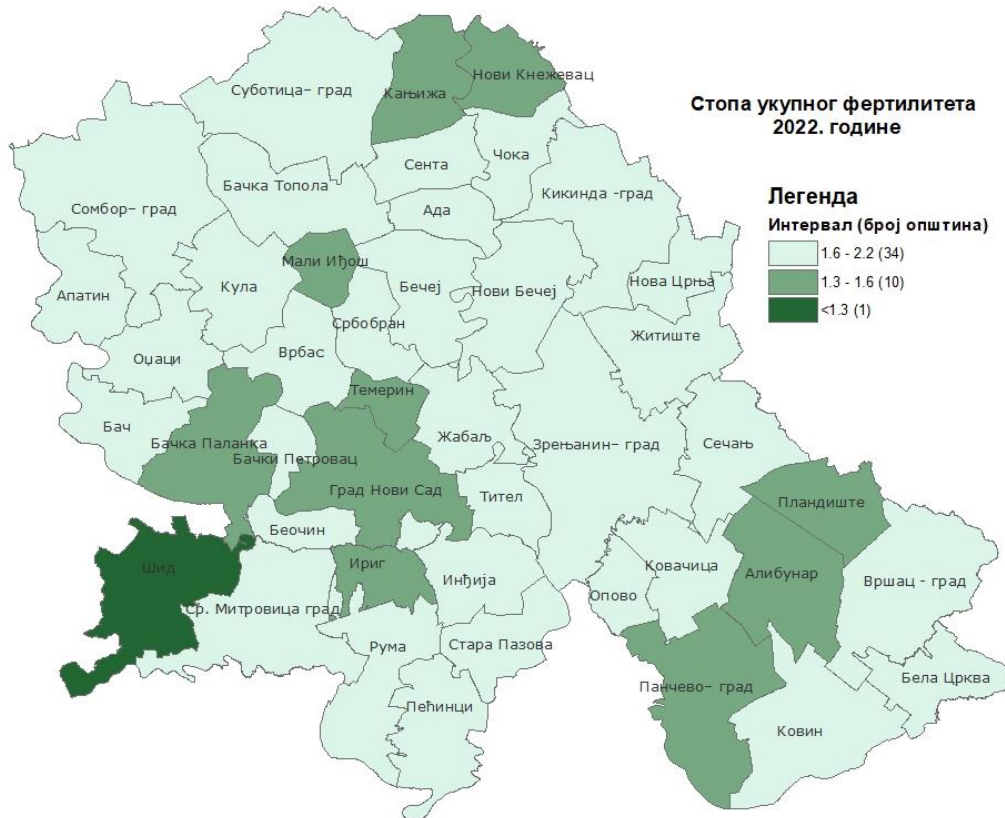 Стопа укупног фертилитета
2022. године
Легенда
Интервал (број општина)
1.6 - 2.2 (34)
1.3 - 1.6 (10)
<1.3 (1)
Нови Кнежевац
Кањижа
Суботица- град
Чока
Сента
Бачка Топола
Кикинда -град
Сомбор- град
Ада
Мали Иђош
Бечеј
Нови Бечеј
Нова Црња
Апатин
Кула
Србобран
Житиште
Врбас
Оџаци
Темерин
Бач
Бачка Паланка
Жабаљ
Зрењанин- град
Сечањ
Бачки Петровац
Град Нови Сад
Тител
Пландиште
Беочин
Шид
Ириг
Инђија
Ковачица
Алибунар
Вршац - град
Опово
Ср. Митровица град
Рума
Стара Пазова
Бела Црква
Панчево- град
Пећинци
Ковин